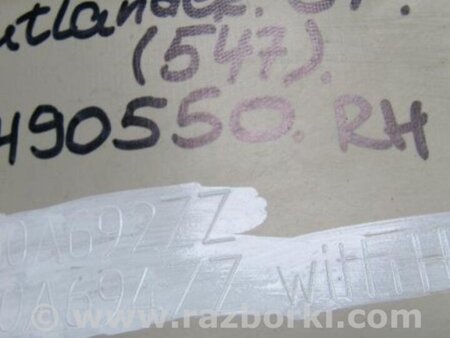 (547).
490550. RH
0A6927Z
0A6947Z with H
www.razborki.com